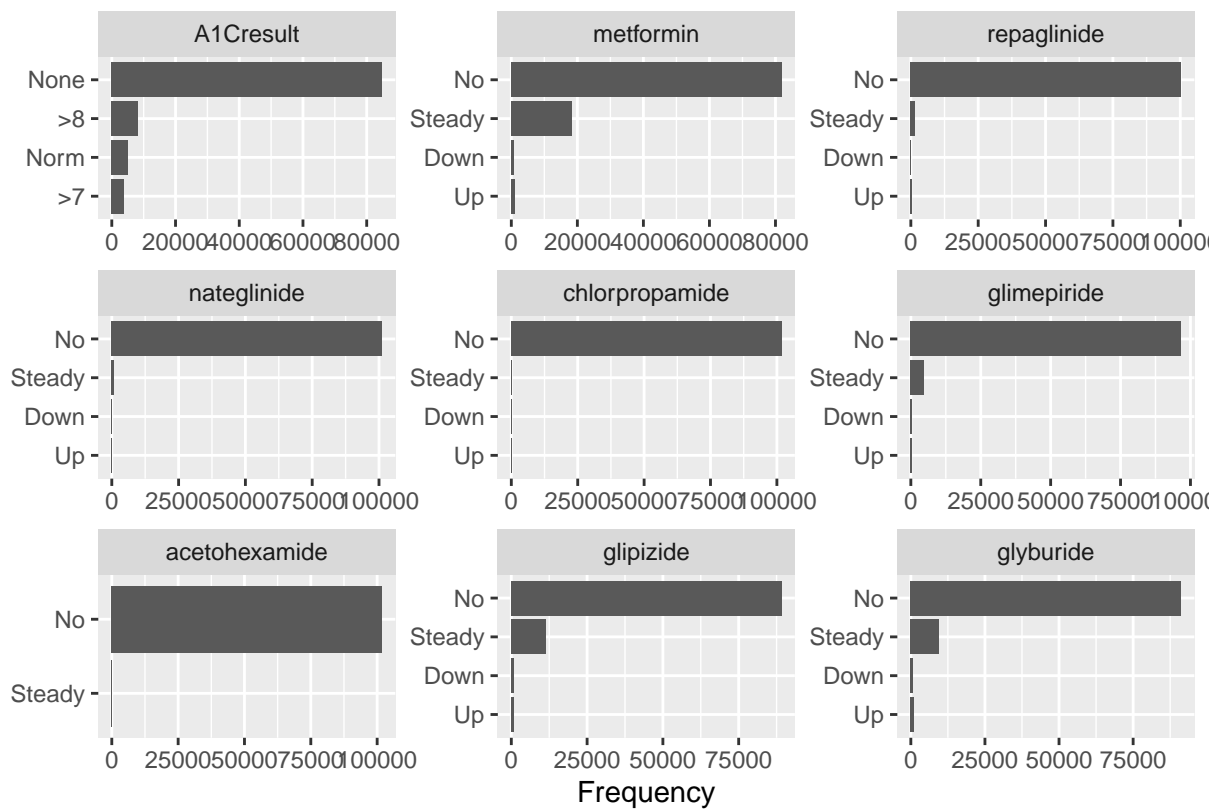 A1Cresult
None
>8
Norm
>7
0 20000 40000 60000 80000
metformin
No
Steady
Down
Up
0 20000 40000 60000 80000
repaglinide
No
Steady
Down
Up
0 25000 50000 75000 100000
nateglinide
No
Steady
Down
Up
0 25000 50000 75000 100000
chlorpropamide
No
Steady
Down
Up
0 25000 50000 75000 100000
glimepiride
No
Steady
Down
Up
0 25000 50000 75000 100000
acetohexamide
No
Steady
0 25000 50000 75000 100000
glipizide
No
Steady
Down
Up
0 25000 50000 75000
glyburide
No
Steady
Down
Up
0 25000 50000 75000
Frequency